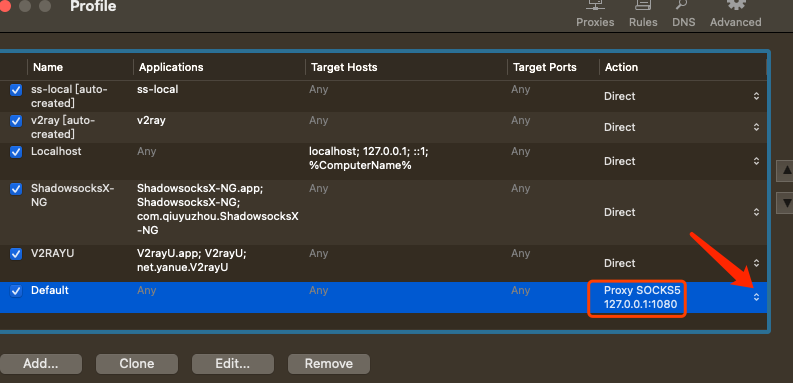 Profile
Proxies Rules DNS Advanced
Name Applications Target Hosts Target Ports Action
ss-local [auto-created] ss-local Any Any Direct
v2ray [auto-created] v2ray Any Any Direct
Localhost Any localhost; 127.0.0.1; ::1; %ComputerName% Any Direct
ShadowsocksX-NG ShadowsocksX-NG.app; ShadowsocksX-NG; com.qiuyuzhou.ShadowsocksX-NG Any Any Direct
V2RAYU V2rayU.app; V2rayU; net.yanue.V2rayU Any Any Direct
Default Any Any Any Proxy SOCKS5 127.0.0.1:1080
Add... Clone Edit... Remove